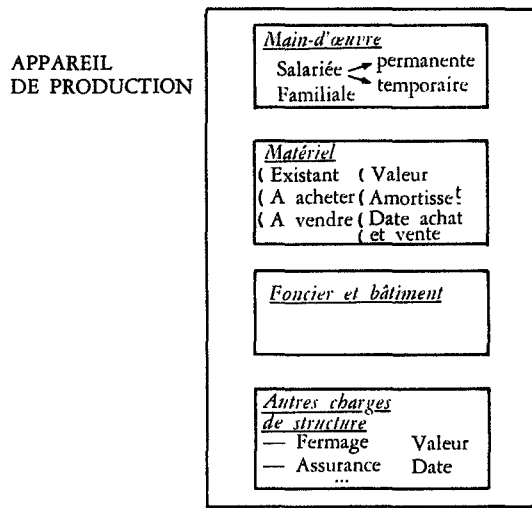 APPAREIL
DE PRODUCTION
Main-d'œuvre
Salariée permanente
temporaire
Familiale
Matériel
( Existant ( Valeur
( A acheter ( Amortisset
( A vendre ( Date achat
( et vente
Foncier et bâtiment
Autres charges
de structure
— Fermage Valeur
— Assurance Date
...